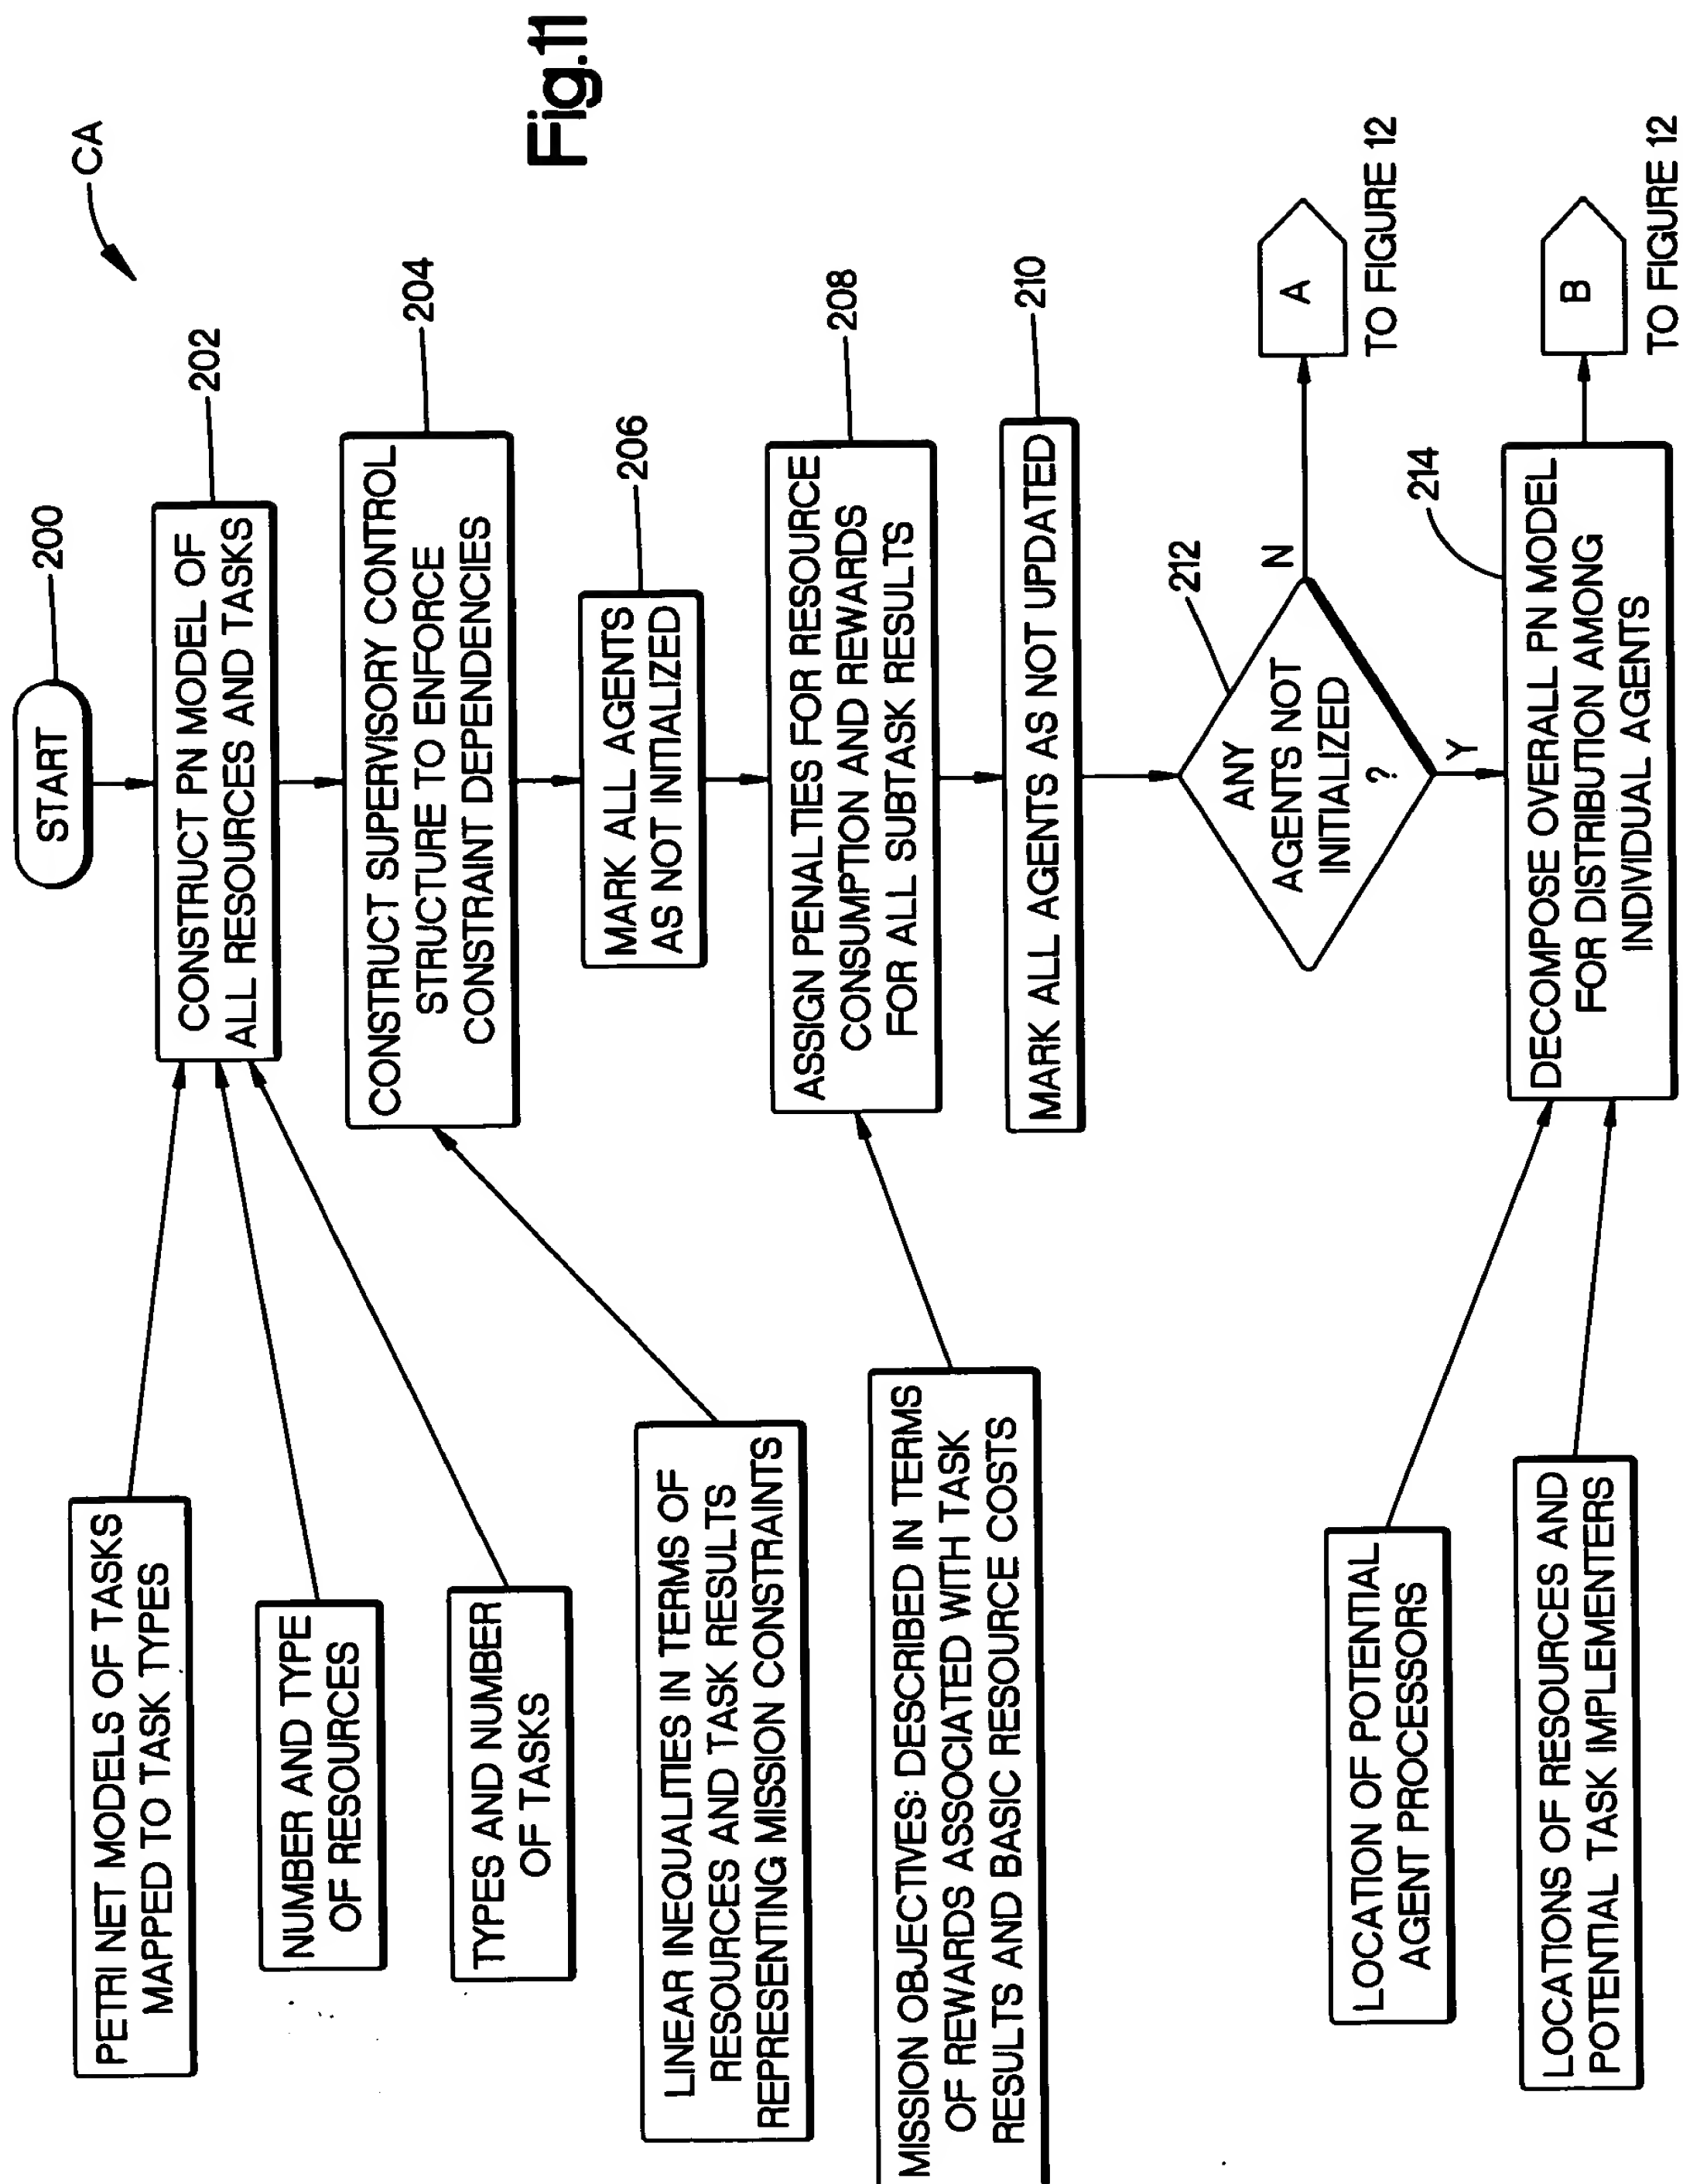 Fig.11
CA
START
200
CONSTRUCT PN MODEL OF
ALL RESOURCES AND TASKS
202
PETRI NET MODELS OF TASKS
MAPPED TO TASK TYPES
NUMBER AND TYPE
OF RESOURCES
TYPES AND NUMBER
OF TASKS
CONSTRUCT SUPERVISORY CONTROL
STRUCTURE TO ENFORCE
CONSTRAINT DEPENDENCIES
204
LINEAR INEQUALITIES IN TERMS OF
RESOURCES AND TASK RESULTS
REPRESENTING MISSION CONSTRAINTS
MARK ALL AGENTS
AS NOT INITIALIZED
206
ASSIGN PENALTIES FOR RESOURCE
CONSUMPTION AND REWARDS
FOR ALL SUBTASK RESULTS
208
MISSION OBJECTIVES: DESCRIBED IN TERMS
OF REWARDS ASSOCIATED WITH TASK
RESULTS AND BASIC RESOURCE COSTS
MARK ALL AGENTS AS NOT UPDATED
210
ANY
AGENTS NOT
INITIALIZED
?
212
N
A
TO FIGURE 12
Y
DECOMPOSE OVERALL PN MODEL
FOR DISTRIBUTION AMONG
INDIVIDUAL AGENTS
214
B
TO FIGURE 12
LOCATION OF POTENTIAL
AGENT PROCESSORS
LOCATIONS OF RESOURCES AND
POTENTIAL TASK IMPLEMENTERS